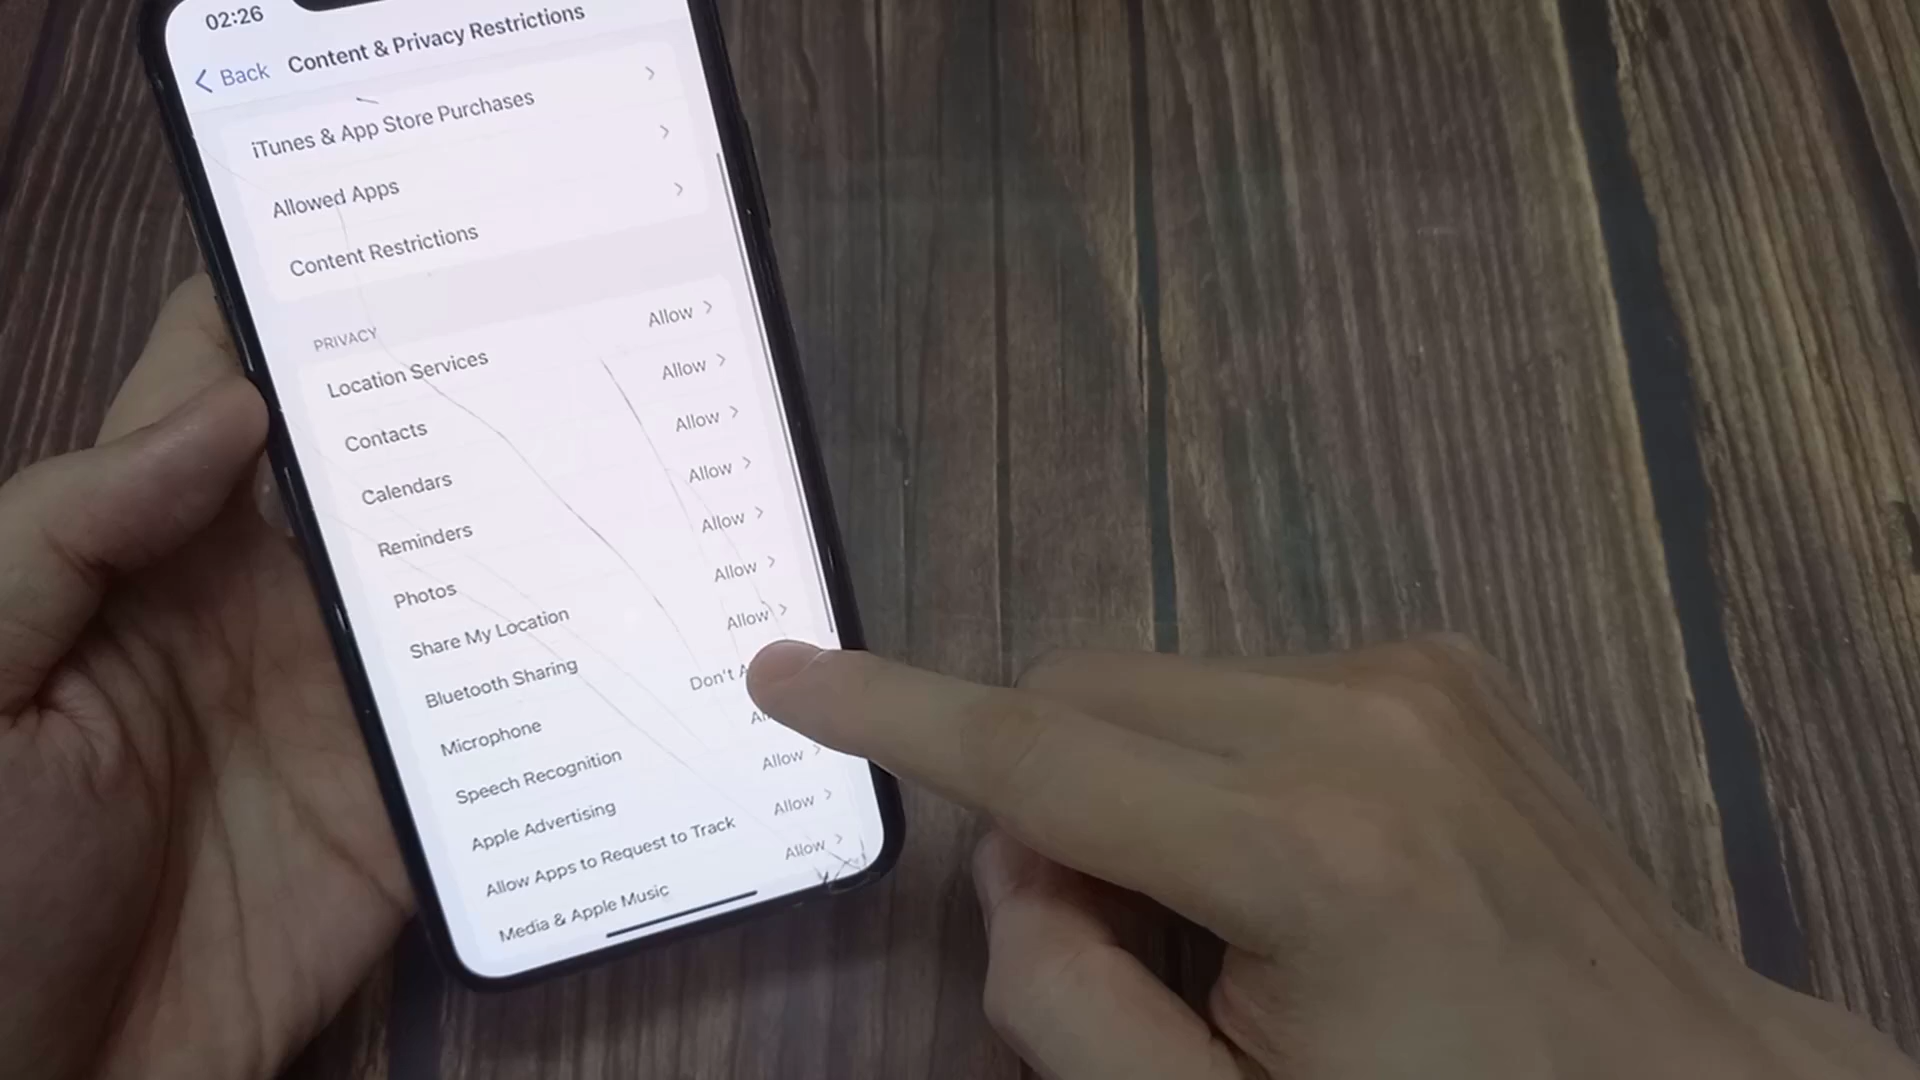 02:26
Back Content & Privacy Restrictions
iTunes & App Store Purchases
Allowed Apps
Content Restrictions
PRIVACY
Location Services Allow
Contacts Allow
Calendars Allow
Reminders Allow
Photos Allow
Share My Location Allow
Bluetooth Sharing Allow
Microphone Don't
Speech Recognition
Apple Advertising Allow
Allow Apps to Request to Track Allow
Media & Apple Music Allow